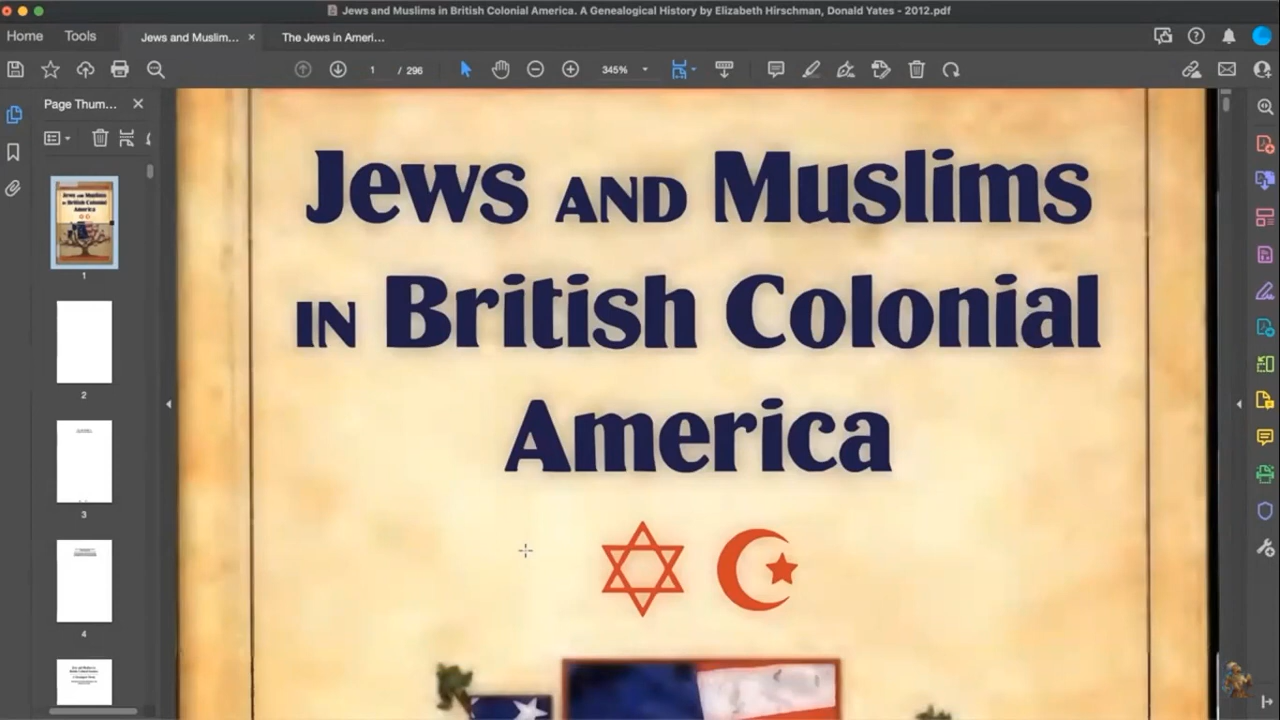 Jews and Muslims in British Colonial America. A Genealogical History by Elizabeth Hirschman, Donald Yates - 2012.pdf
Home Tools Jews and Muslim... × The Jews in Ameri...
1 / 296 345%
Page Thum...
Jews AND Muslims
IN British Colonial
America
1
2
3
4